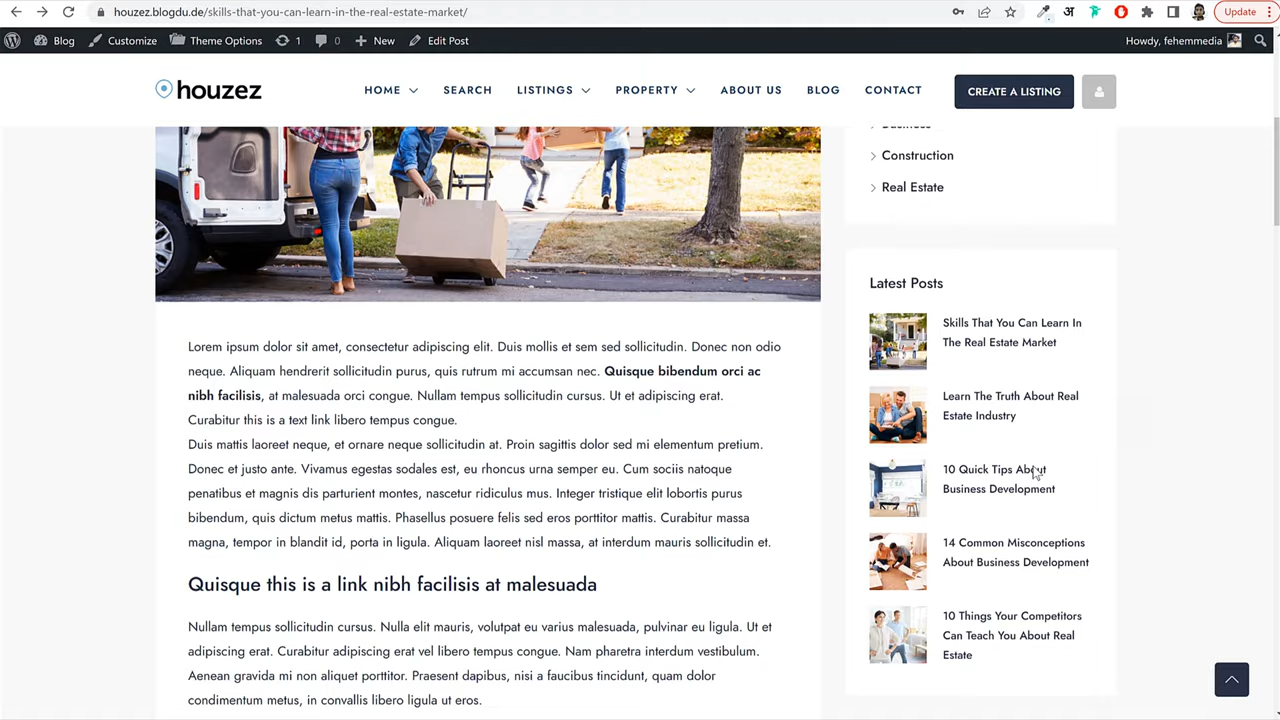 houzez.blogdu.de/skills-that-you-can-learn-in-the-real-estate-market/
अ
Update
Blog
Customize
Theme Options
1
0
New
Edit Post
Howdy, fehemmedia
houzez
HOME
SEARCH
LISTINGS
PROPERTY
ABOUT US
BLOG
CONTACT
CREATE A LISTING
Business
Construction
Real Estate
Lorem ipsum dolor sit amet, consectetur adipiscing elit. Duis mollis et sem sed sollicitudin. Donec non odio
neque. Aliquam hendrerit sollicitudin purus, quis rutrum mi accumsan nec. Quisque bibendum orci ac
nibh facilisis, at malesuada orci congue. Nullam tempus sollicitudin cursus. Ut et adipiscing erat.
Curabitur this is a text link libero tempus congue.
Duis mattis laoreet neque, et ornare neque sollicitudin at. Proin sagittis dolor sed mi elementum pretium.
Donec et justo ante. Vivamus egestas sodales est, eu rhoncus urna semper eu. Cum sociis natoque
penatibus et magnis dis parturient montes, nascetur ridiculus mus. Integer tristique elit lobortis purus
bibendum, quis dictum metus mattis. Phasellus posuere felis sed eros porttitor mattis. Curabitur massa
magna, tempor in blandit id, porta in ligula. Aliquam laoreet nisl massa, at interdum mauris sollicitudin et.
Quisque this is a link nibh facilisis at malesuada
Nullam tempus sollicitudin cursus. Nulla elit mauris, volutpat eu varius malesuada, pulvinar eu ligula. Ut et
adipiscing erat. Curabitur adipiscing erat vel libero tempus congue. Nam pharetra interdum vestibulum.
Aenean gravida mi non aliquet porttitor. Praesent dapibus, nisi a faucibus tincidunt, quam dolor
condimentum metus, in convallis libero ligula ut eros.
Latest Posts
Skills That You Can Learn In
The Real Estate Market
Learn The Truth About Real
Estate Industry
10 Quick Tips About
Business Development
14 Common Misconceptions
About Business Development
10 Things Your Competitors
Can Teach You About Real
Estate